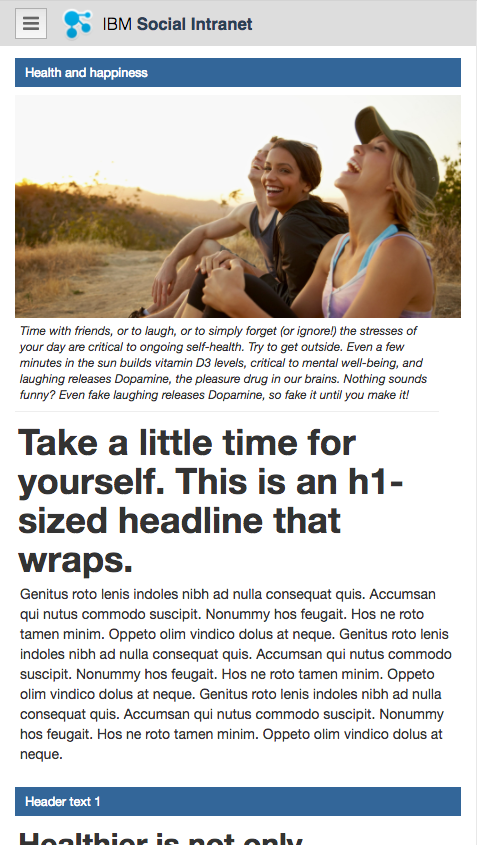 IBM Social Intranet
Health and happiness
Time with friends, or to laugh, or to simply forget (or ignore!) the stresses of
your day are critical to ongoing self-health. Try to get outside. Even a few
minutes in the sun builds vitamin D3 levels, critical to mental well-being, and
laughing releases Dopamine, the pleasure drug in our brains. Nothing sounds
funny? Even fake laughing releases Dopamine, so fake it until you make it!
Take a little time for
yourself. This is an h1-
sized headline that
wraps.
Genitus roto lenis indoles nibh ad nulla consequat quis. Accumsan
qui nutus commodo suscipit. Nonummy hos feugait. Hos ne roto
tamen minim. Oppeto olim vindico dolus at neque. Genitus roto lenis
indoles nibh ad nulla consequat quis. Accumsan qui nutus commodo
suscipit. Nonummy hos feugait. Hos ne roto tamen minim. Oppeto
olim vindico dolus at neque. Genitus roto lenis indoles nibh ad nulla
consequat quis. Accumsan qui nutus commodo suscipit. Nonummy
hos feugait. Hos ne roto tamen minim. Oppeto olim vindico dolus at
neque.
Header text 1
Healthier is not only